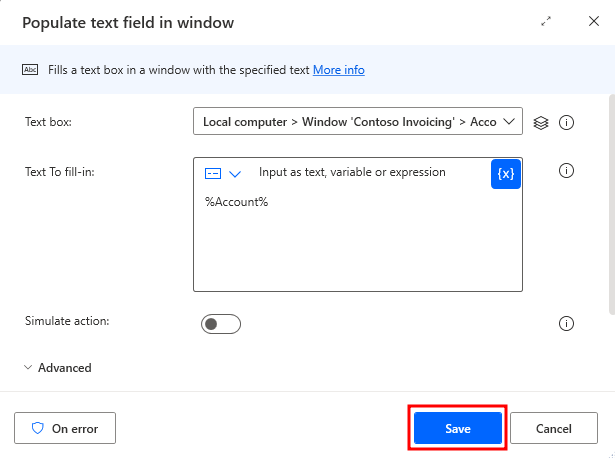 Populate text field in window
Abc Fills a text box in a window with the specified text More info
Text box: Local computer > Window 'Contoso Invoicing' > Acco
Text To fill-in: Input as text, variable or expression {x}
%Account%
Simulate action:
Advanced
On error Save Cancel